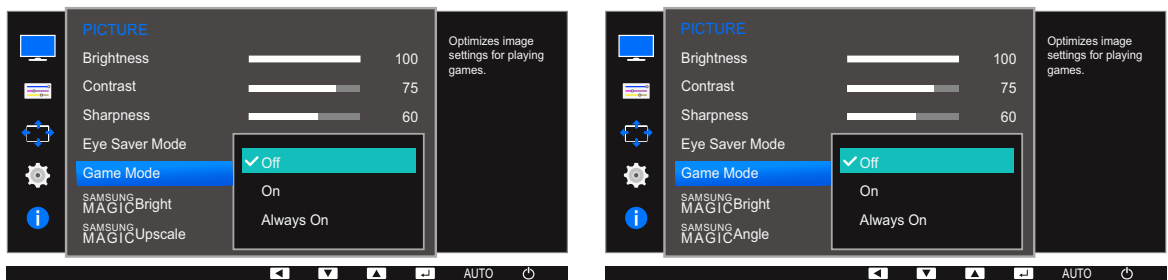 PICTURE
Brightness 100
Contrast 75
Sharpness 60
Eye Saver Mode
Game Mode
SAMSUNG
MAGICBright
SAMSUNG
MAGICUpscale
Off
On
Always On
Optimizes image
settings for playing
games.
AUTO
PICTURE
Brightness 100
Contrast 75
Sharpness 60
Eye Saver Mode
Game Mode
SAMSUNG
MAGICBright
SAMSUNG
MAGICAngle
Off
On
Always On
Optimizes image
settings for playing
games.
AUTO